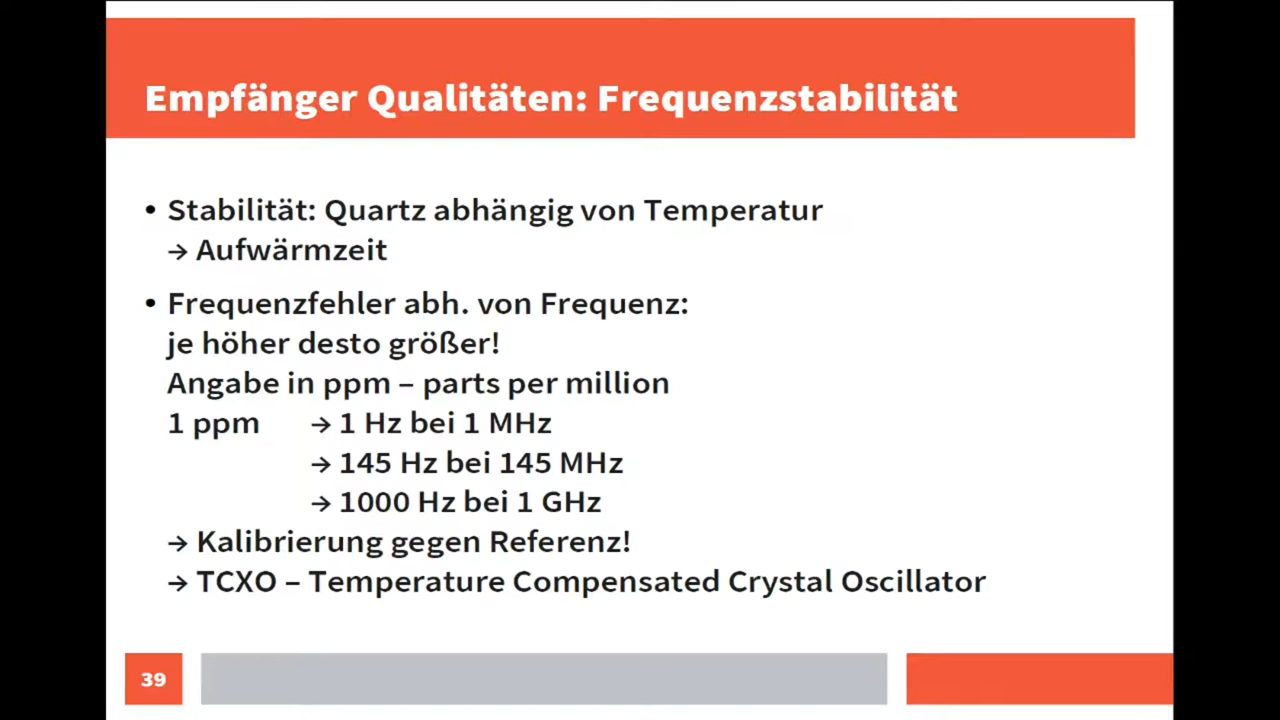 Empfänger Qualitäten: Frequenzstabilität
• Stabilität: Quartz abhängig von Temperatur
→ Aufwärmzeit
• Frequenzfehler abh. von Frequenz:
je höher desto größer!
Angabe in ppm – parts per million
1 ppm → 1 Hz bei 1 MHz
→ 145 Hz bei 145 MHz
→ 1000 Hz bei 1 GHz
→ Kalibrierung gegen Referenz!
→ TCXO – Temperature Compensated Crystal Oscillator
39